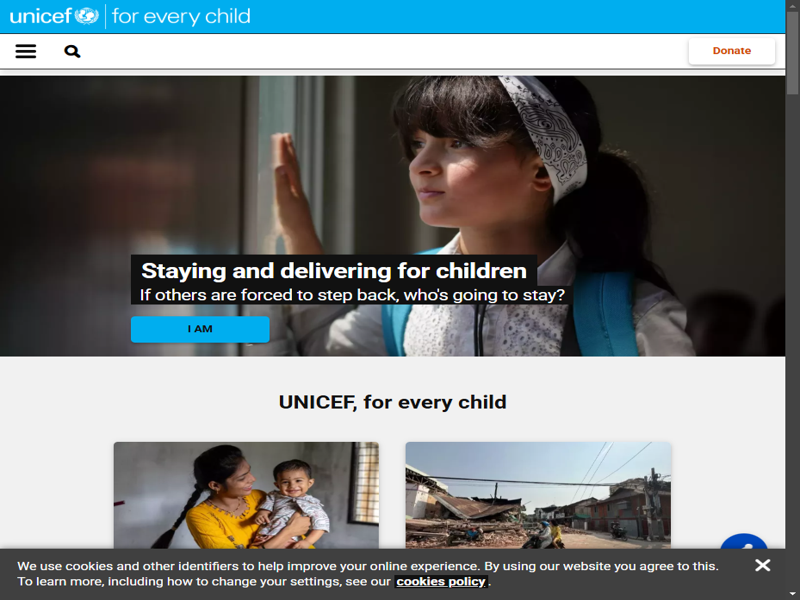 unicef for every child
Donate
Staying and delivering for children
If others are forced to step back, who's going to stay?
I AM
UNICEF, for every child
We use cookies and other identifiers to help improve your online experience. By using our website you agree to this.
To learn more, including how to change your settings, see our cookies policy.